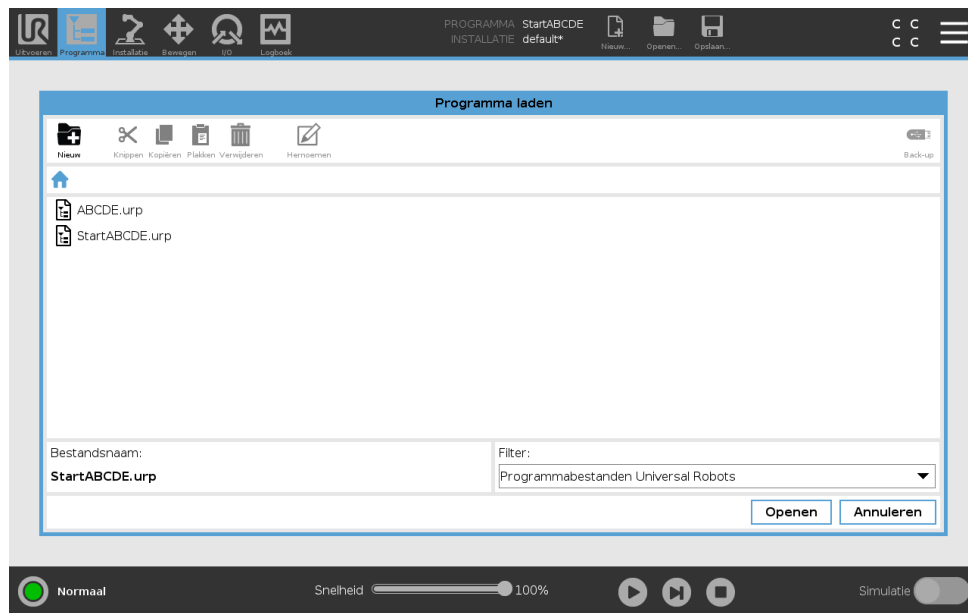 PROGRAMMA StartABCDE
INSTALLATIE default*
Uitvoeren Programma Installatie Bewegen I/O Logboek Nieuw... Openen... Opslaan...
C C
C C
Programma laden
Nieuw Knippen Kopiëren Plakken Verwijderen Hernoemen Back-up
ABCDE.urp
StartABCDE.urp
Bestandsnaam: Filter:
StartABCDE.urp Programmabestanden Universal Robots
Openen Annuleren
Normaal Snelheid 100% Simulatie